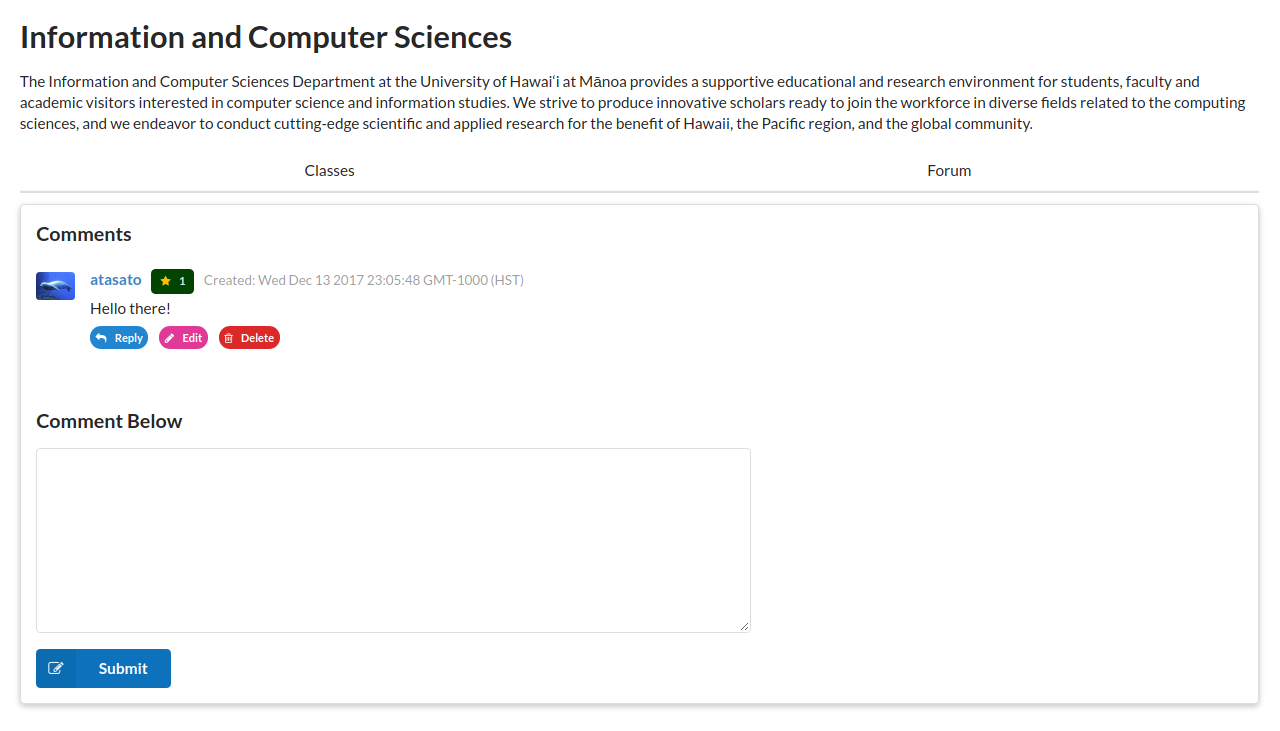 Information and Computer Sciences
The Information and Computer Sciences Department at the University of Hawaiʻi at Mānoa provides a supportive educational and research environment for students, faculty and
academic visitors interested in computer science and information studies. We strive to produce innovative scholars ready to join the workforce in diverse fields related to the computing
sciences, and we endeavor to conduct cutting-edge scientific and applied research for the benefit of Hawaii, the Pacific region, and the global community.
Classes Forum
Comments
atasato 1 Created: Wed Dec 13 2017 23:05:48 GMT-1000 (HST)
Hello there!
Reply Edit Delete
Comment Below
Submit